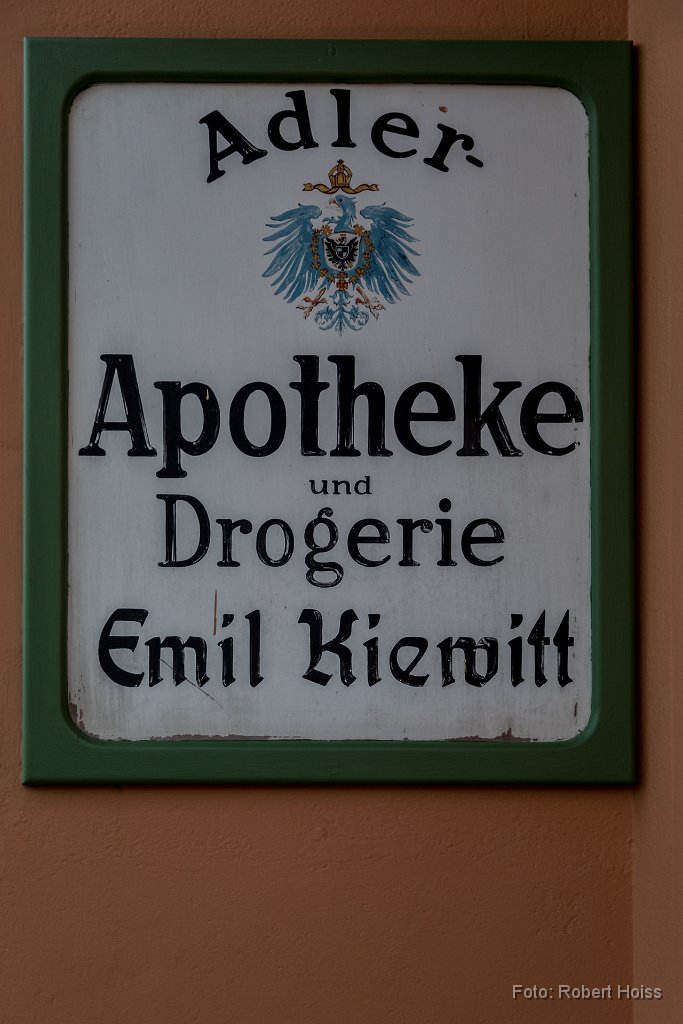 Adler-
Apotheke
und
Drogerie
Emil Kiewitt
Foto: Robert Hoiss